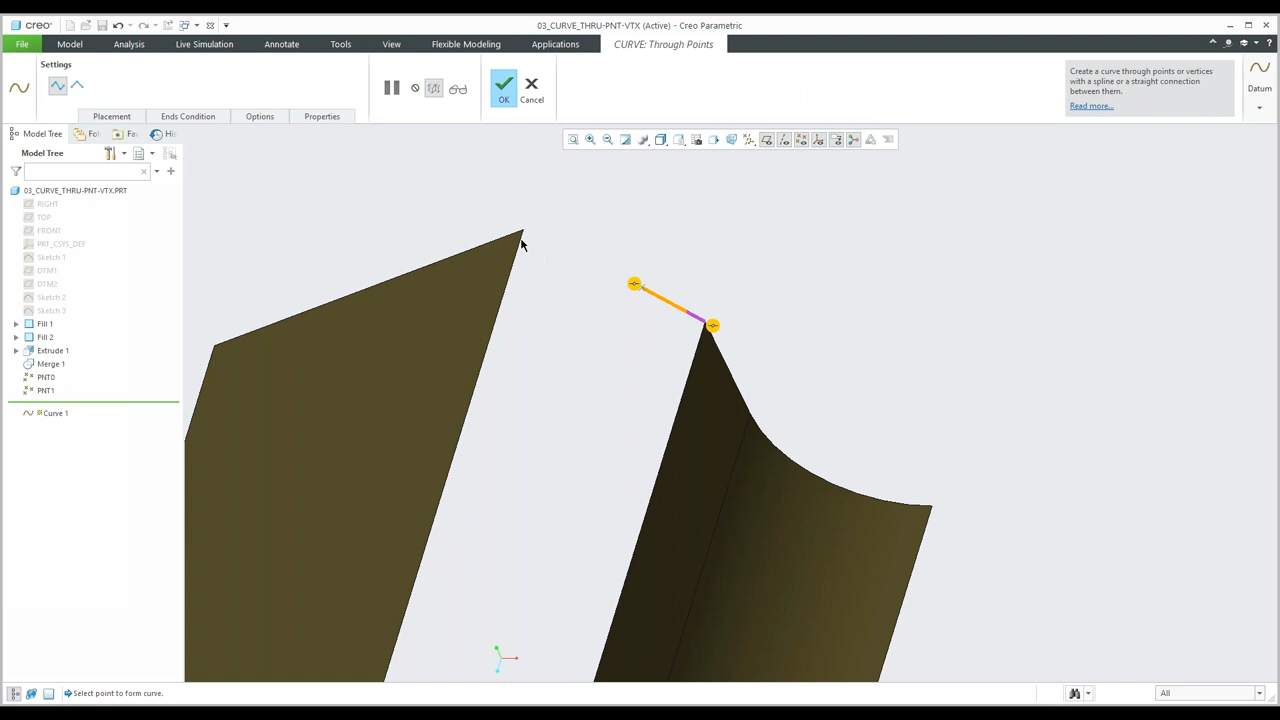 creo
03_CURVE_THRU-PNT-VTX (Active) - Creo Parametric
File
Model
Analysis
Live Simulation
Annotate
Tools
View
Flexible Modeling
Applications
CURVE: Through Points
Settings
OK
Cancel
Create a curve through points or vertices
with a spline or a straight connection
between them.
Read more...
Datum
Placement
Ends Condition
Options
Properties
Model Tree
Fol
Fa
His
Model Tree
03_CURVE_THRU-PNT-VTX.PRT
RIGHT
TOP
FRONT
PRT_CSYS_DEF
Sketch 1
DTM1
DTM2
Sketch 2
Sketch 3
Fill 1
Fill 2
Extrude 1
Merge 1
PNT0
PNT1
Curve 1
Select point to form curve.
All